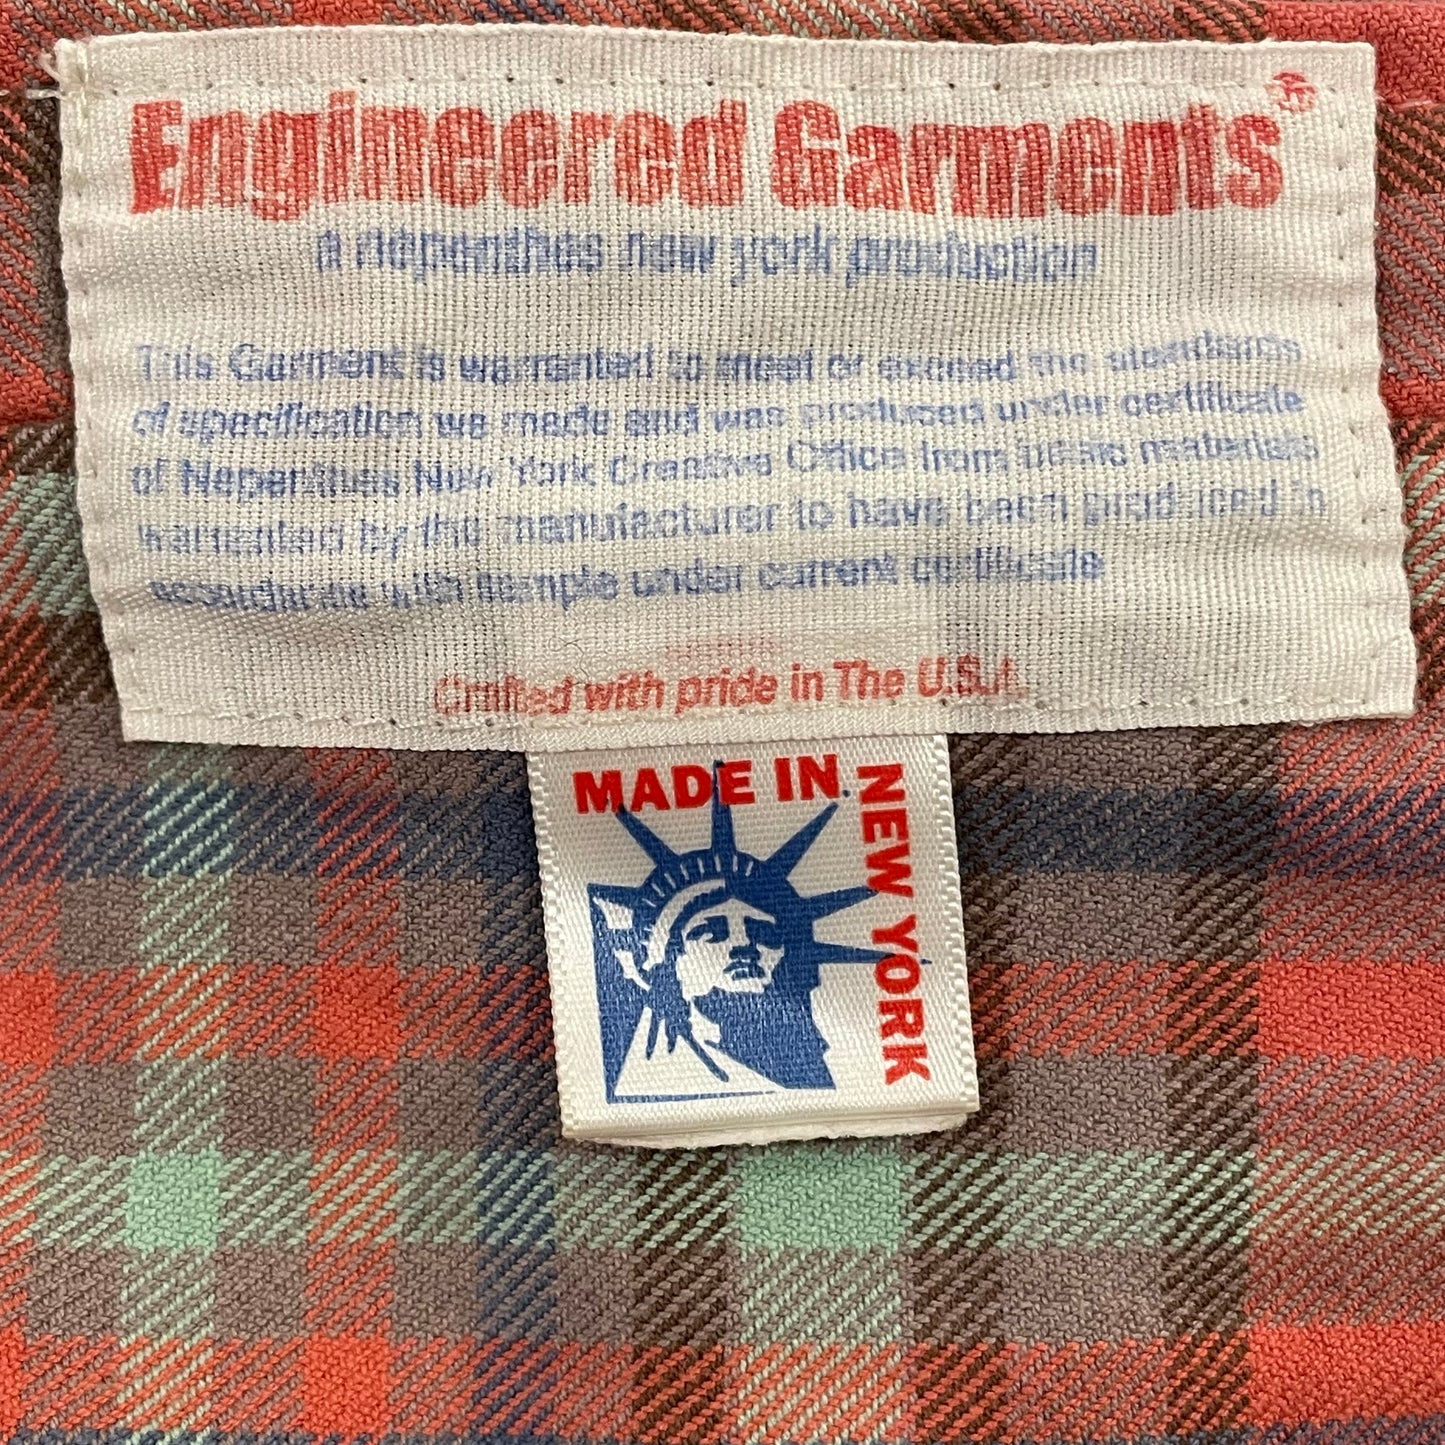 Engineered Garments®
a nepenthes new york production
This Garment is warranted to meet or exceed the standards
of specification we made and was produced under certificate
of Nepenthes New York Creative Office from basic materials
warranted by the manufacturer to have been produced in
accordance with sample under current certificate
Crafted with pride in The U.S.A.
MADE IN
NEW YORK